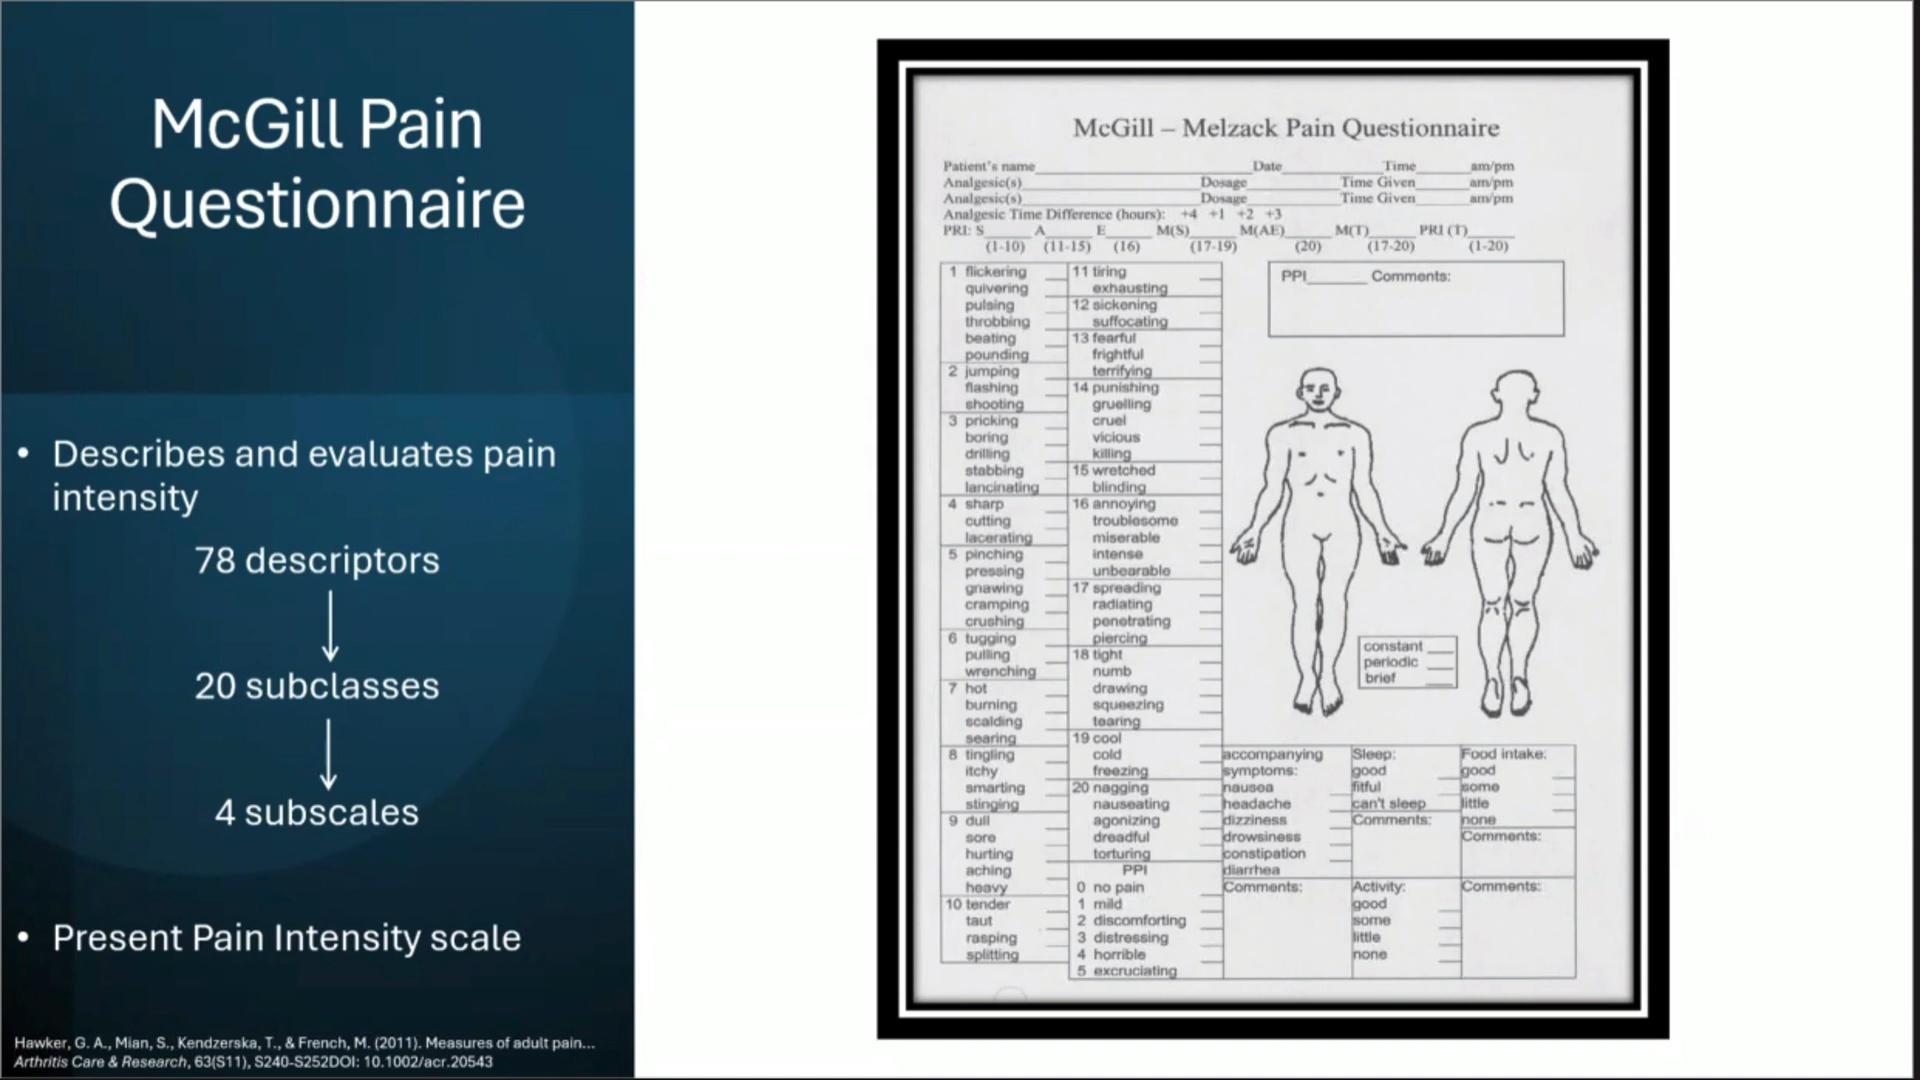 McGill Pain
Questionnaire
• Describes and evaluates pain
intensity
78 descriptors
20 subclasses
4 subscales
• Present Pain Intensity scale
Hawker, G. A., Mian, S., Kendzerska, T., & French, M. (2011). Measures of adult pain...
Arthritis Care & Research, 63(S11), S240-S252DOI: 10.1002/acr.20543
McGill – Melzack Pain Questionnaire
Patient's name Date Time am/pm
Analgesic(s) Dosage Time Given am/pm
Analgesic(s) Dosage Time Given am/pm
Analgesic Time Difference (hours): +4 +1 +2 +3
PRI: S A E M(S) M(AE) M(T) PRI (T)
(1-10) (11-15) (16) (17-19) (20) (17-20) (1-20)
1 flickering
quivering
pulsing
throbbing
beating
pounding
2 jumping
flashing
shooting
3 pricking
boring
drilling
stabbing
lancinating
4 sharp
cutting
lacerating
5 pinching
pressing
gnawing
cramping
crushing
6 tugging
pulling
wrenching
7 hot
burning
scalding
searing
8 tingling
itchy
smarting
stinging
9 dull
sore
hurting
aching
heavy
10 tender
taut
rasping
splitting
11 tiring
exhausting
12 sickening
suffocating
13 fearful
frightful
terrifying
14 punishing
gruelling
cruel
vicious
killing
15 wretched
blinding
16 annoying
troublesome
miserable
intense
unbearable
17 spreading
radiating
penetrating
piercing
18 tight
numb
drawing
squeezing
tearing
19 cool
cold
freezing
20 nagging
nauseating
agonizing
dreadful
torturing
PPI
0 no pain
1 mild
2 discomforting
3 distressing
4 horrible
5 excruciating
PPI Comments:
constant
periodic
brief
accompanying
symptoms:
nausea
headache
dizziness
drowsiness
constipation
diarrhea
Comments:
Sleep:
good
fitful
can't sleep
Comments:
Food intake:
good
some
little
none
Comments:
Activity:
good
some
little
none
Comments: